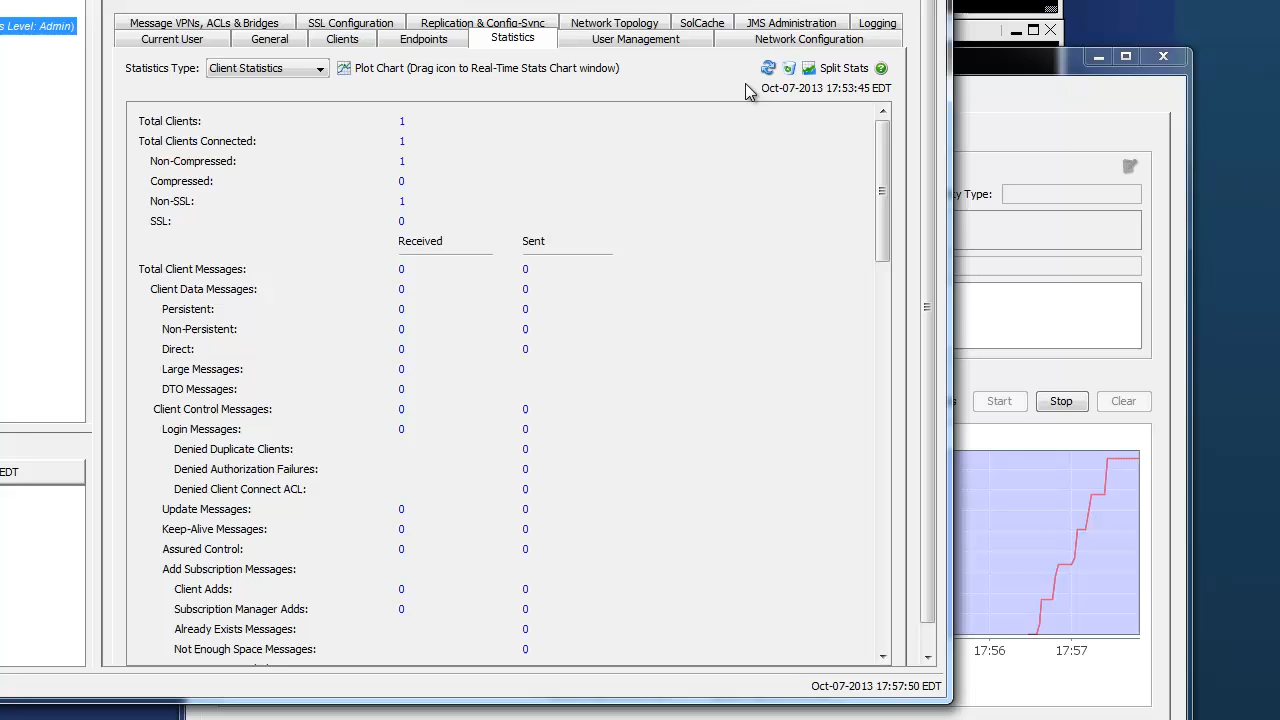 s Level: Admin)
Message VPNs, ACLs & Bridges SSL Configuration Replication & Config-Sync Network Topology SolCache JMS Administration Logging
Current User General Clients Endpoints Statistics User Management Network Configuration
Statistics Type: Client Statistics Plot Chart (Drag icon to Real-Time Stats Chart window) Split Stats
Oct-07-2013 17:53:45 EDT
Total Clients: 1
Total Clients Connected: 1
Non-Compressed: 1
Compressed: 0
Non-SSL: 1
SSL: 0
Received Sent
Total Client Messages: 0 0
Client Data Messages: 0 0
Persistent: 0 0
Non-Persistent: 0 0
Direct: 0 0
Large Messages: 0
DTO Messages: 0
Client Control Messages: 0 0
Login Messages: 0 0
Denied Duplicate Clients: 0
Denied Authorization Failures: 0
Denied Client Connect ACL: 0
Update Messages: 0 0
Keep-Alive Messages: 0 0
Assured Control: 0 0
Add Subscription Messages:
Client Adds: 0 0
Subscription Manager Adds: 0 0
Already Exists Messages: 0
Not Enough Space Messages: 0
Oct-07-2013 17:57:50 EDT
EDT
ty Type:
s Start Stop Clear
17:56 17:57